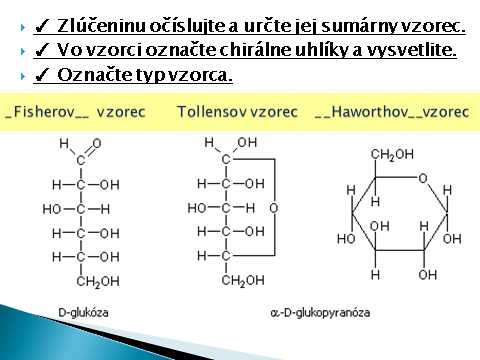 ✓ Zlúčeninu očíslujte a určte jej sumárny vzorec.
✓ Vo vzorci označte chirálne uhlíky a vysvetlite.
✓ Označte typ vzorca.
_Fisherov__ vzorec Tollensov vzorec __Haworthov__vzorec
H O H OH CH₂OH
C C
H—C—OH H—C—OH H O H
HO—C—H HO—C—H O H
H—C—OH H—C—OH HO OH H OH
H—C—OH H—C
CH₂OH CH₂OH H OH
D-glukóza α-D-glukopyranóza